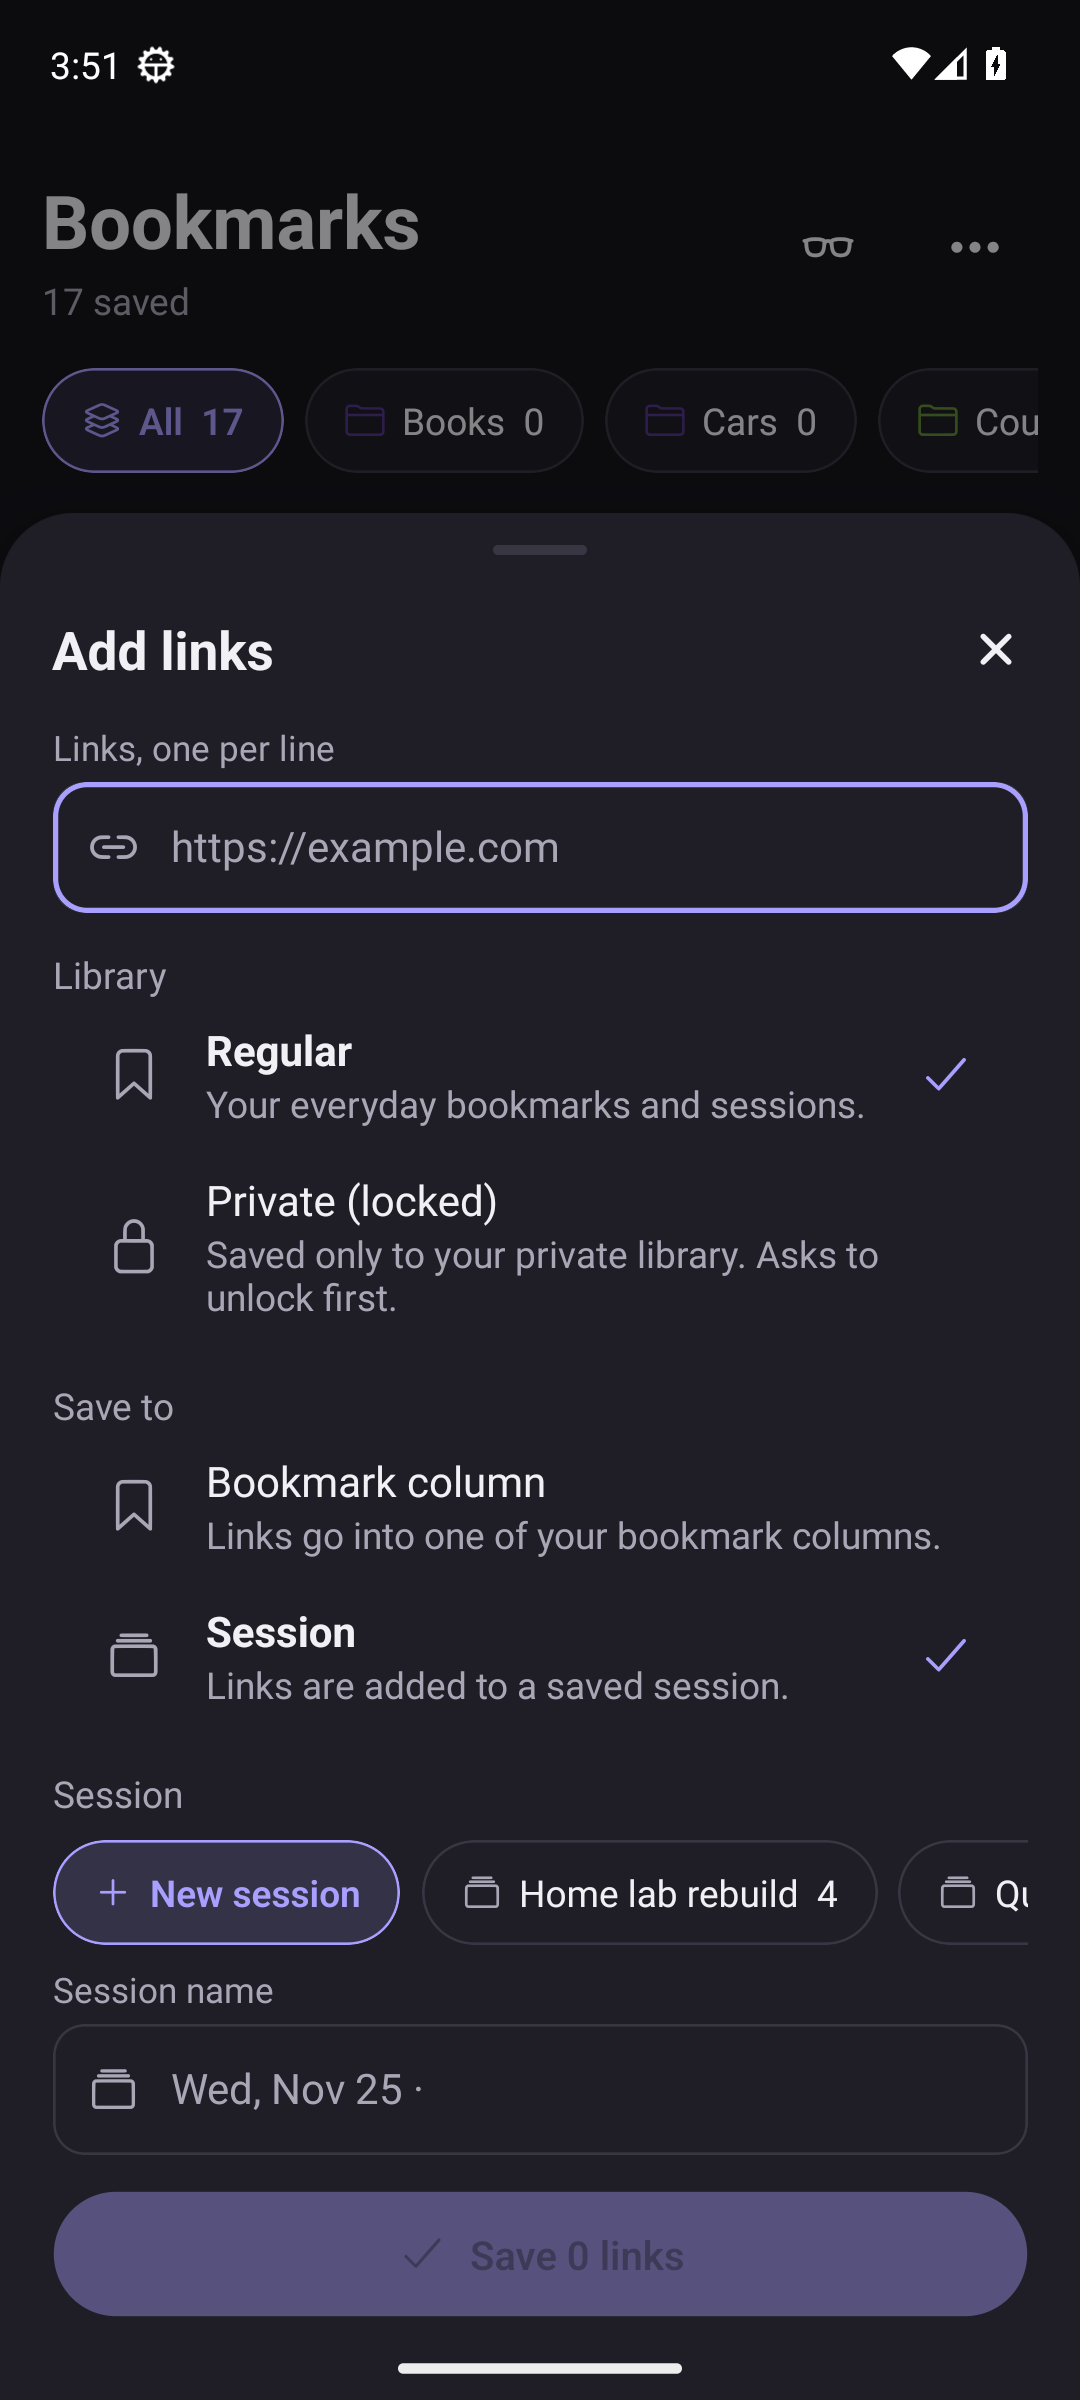 3:51
Bookmarks
17 saved
All 17
Books 0
Cars 0
Cou
Add links
Links, one per line
https://example.com
Library
Regular
Your everyday bookmarks and sessions.
Private (locked)
Saved only to your private library. Asks to
unlock first.
Save to
Bookmark column
Links go into one of your bookmark columns.
Session
Links are added to a saved session.
Session
New session
Home lab rebuild 4
Qu
Session name
Wed, Nov 25 ·
Save 0 links